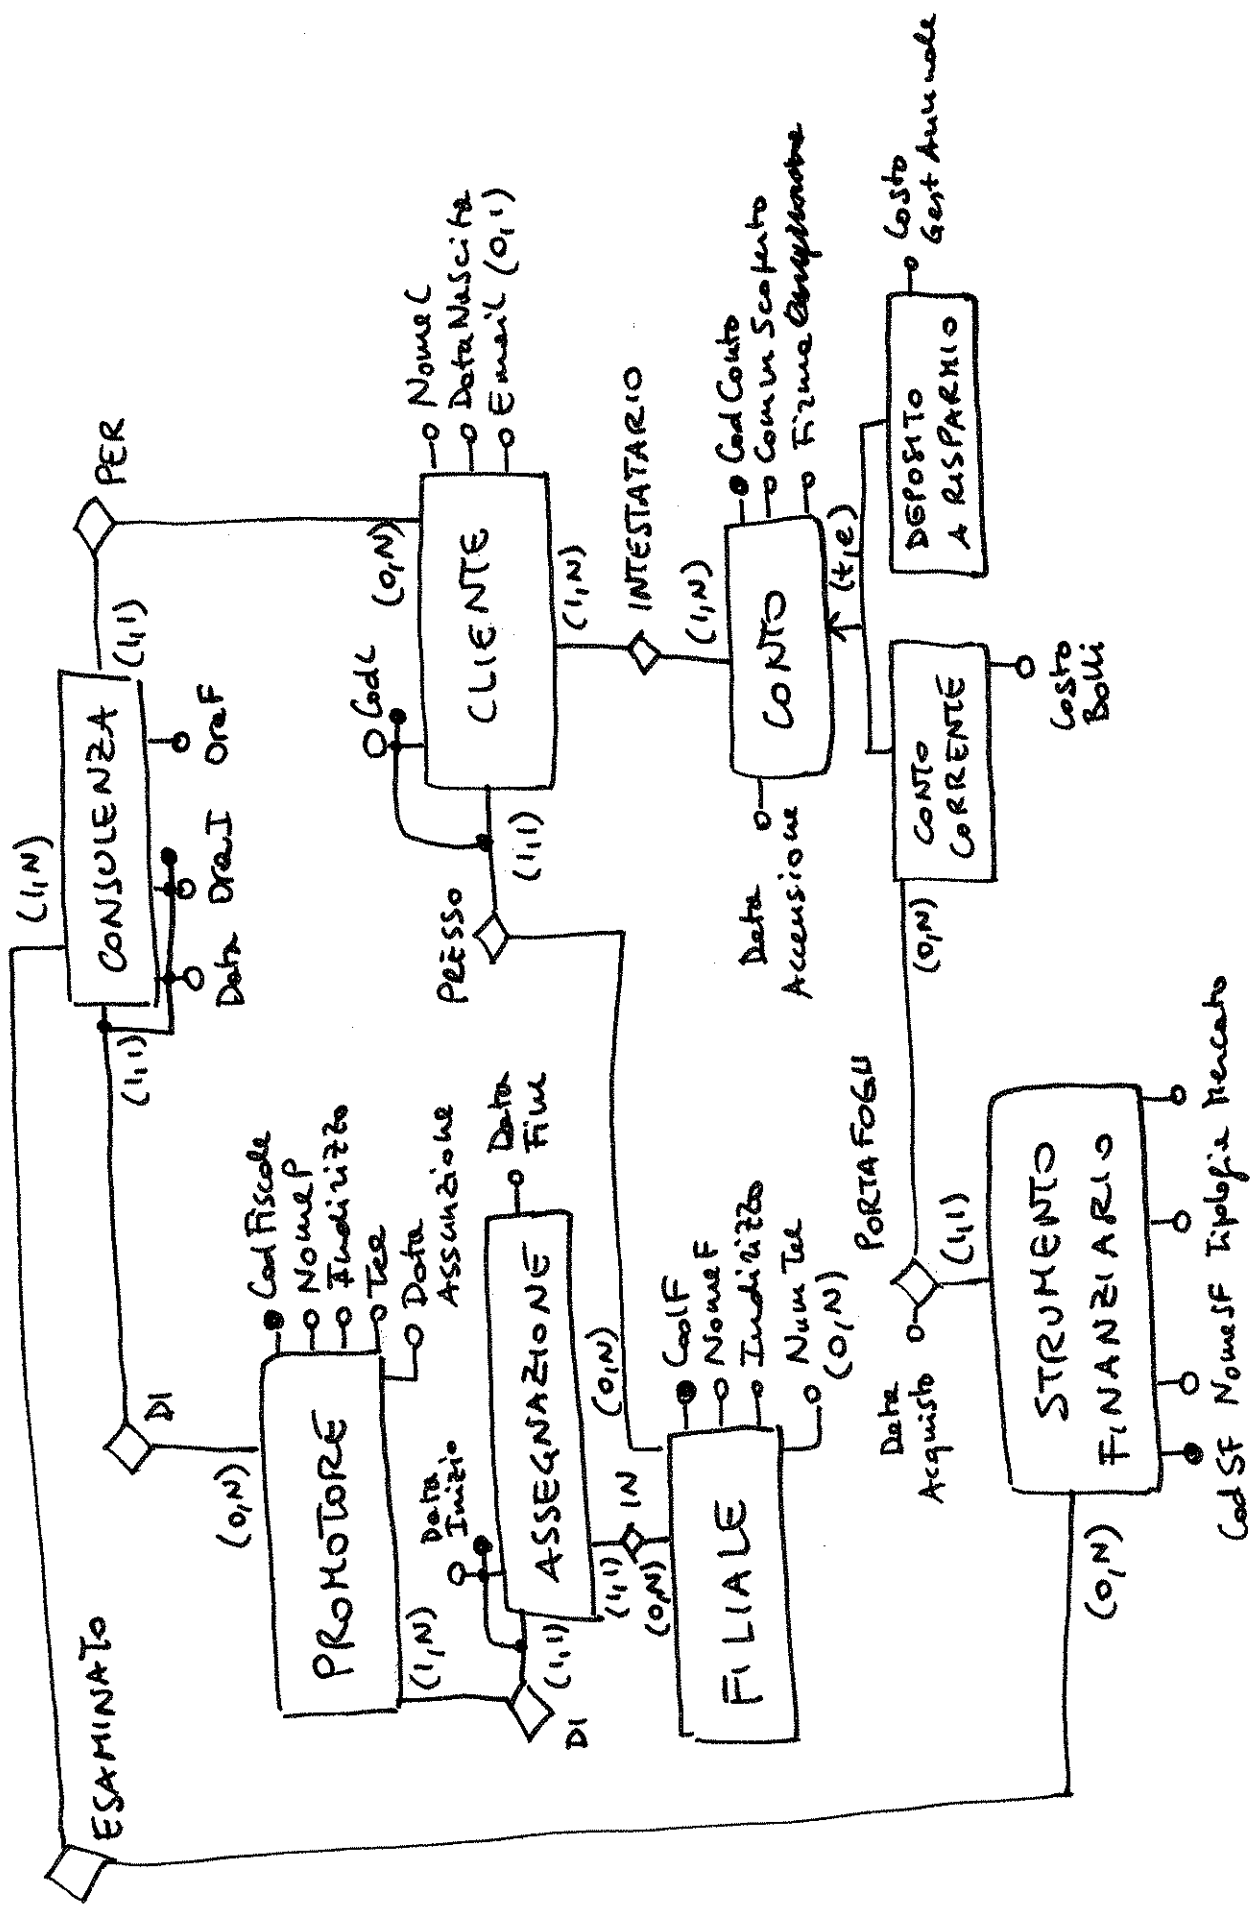 ESAMINATO
(1,N)
CONSULENZA
(1,1)
Data
OraI
OraF
(1,1)
PER
DI
(0,N)
PROMOTORE
CodFiscale
NomeP
Indirizzo
Tel
Data
Assunzione
(1,N)
DI
(1,1)
Data
Inizio
ASSEGNAZIONE
Data
Fine
(1,1)
IN
(0,N)
FILIALE
CodF
NomeF
Indirizzo
NumTel
(0,N)
(0,N)
PRESSO
(1,1)
CodC
CLIENTE
(0,N)
NomeC
DataNascita
Email (0,1)
(1,N)
INTESTATARIO
(1,N)
CONTO
CodConto
CommScoperto
Firma
Data
Accensione
(t,e)
CONTO
CORRENTE
Costo
Bolli
DEPOSITO
A RISPARMIO
Costo
Gest Annuale
(0,N)
PORTAFOGLI
Data
Acquisto
(1,1)
STRUMENTO
FINANZIARIO
(0,N)
CodSF
NomeSF
Tipologia
Mercato